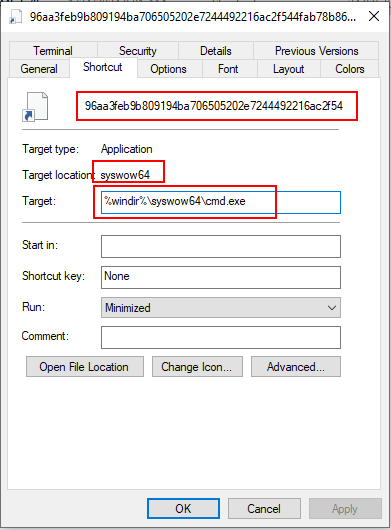 96aa3feb9b809194ba706505202e7244492216ac2f544fab78b86...
Terminal Security Details Previous Versions
General Shortcut Options Font Layout Colors
96aa3feb9b809194ba706505202e7244492216ac2f54
Target type: Application
Target location: syswow64
Target: %windir%\syswow64\cmd.exe
Start in:
Shortcut key: None
Run: Minimized
Comment:
Open File Location Change Icon... Advanced...
OK Cancel Apply